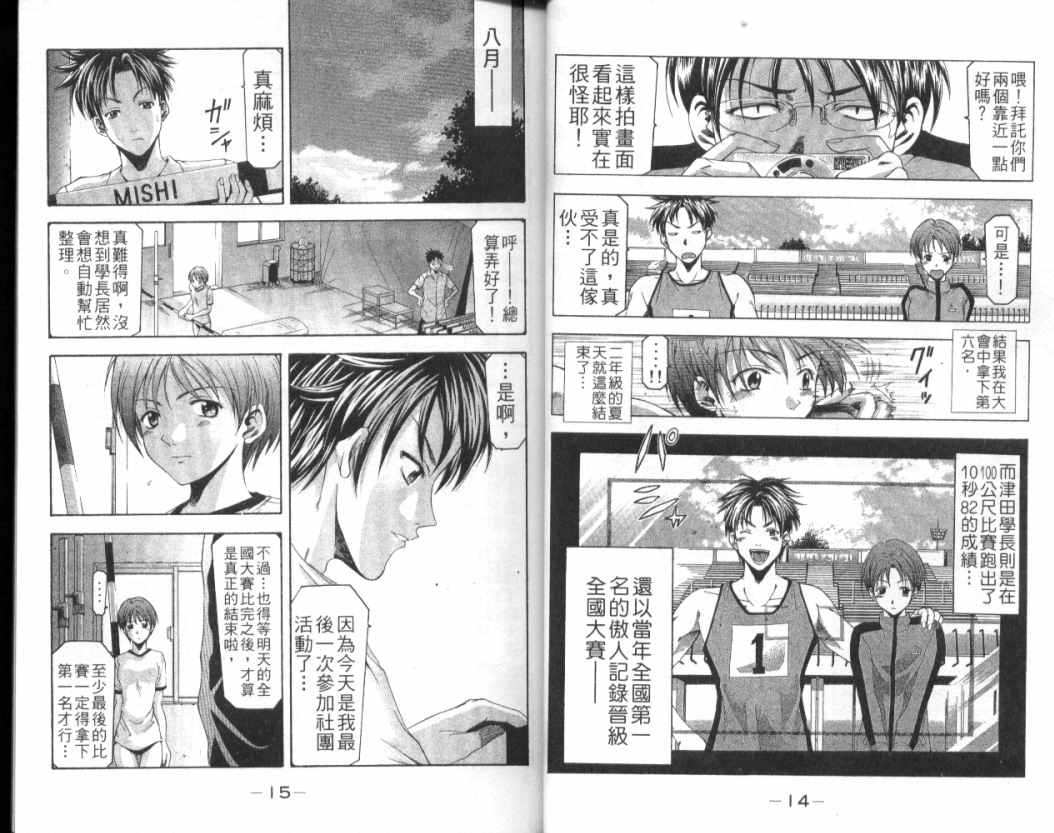 喂！拜託你們
兩個靠近一點
好嗎？
這樣拍畫面
看起來實在
很怪耶！
可是…！
真是的，真
受不了這傢
伙…
結果我在大
會中拿下第
六名．
グイッ
…!!
二年級的夏
天就這麼結
束了…
而津田學長則是在
100公尺比賽跑出了
10秒82的成績…
パシ
1
還以當年全國第一
名的傲人記錄晉級
全國大賽——
—14—
八月——
真麻煩…
ガシャ
MISHI
呼——！總
算弄好了！
真難得啊，沒
想到學長居然
會想自動幫忙
整理。
…是啊，
因為今天是我最
後一次參加社團
活動了…
不過…也得等明天的全
國大賽比完之後，才算
是真正的結束啦，
…
至少最後的比
賽一定得拿下
第一名才行…
—15—